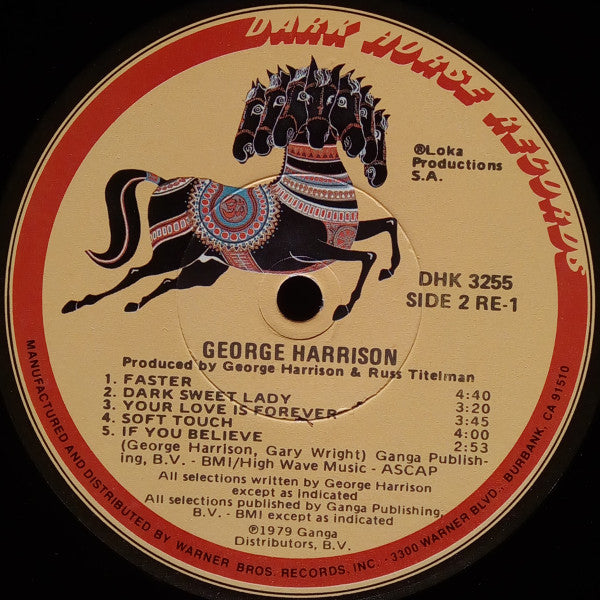 DARK HORSE RECORDS
℗Loka
Productions
S.A.
DHK 3255
SIDE 2 RE-1
GEORGE HARRISON
Produced by George Harrison & Russ Titelman
1. FASTER 4:40
2. DARK SWEET LADY 3:20
3. YOUR LOVE IS FOREVER 3:45
4. SOFT TOUCH 4:00
5. IF YOU BELIEVE 2:53
(George Harrison, Gary Wright) Ganga Publish-
ing, B.V. - BMI/High Wave Music - ASCAP
All selections written by George Harrison
except as indicated
All selections published by Ganga Publishing,
B.V. - BMI except as indicated
℗1979 Ganga
Distributors, B.V.
MANUFACTURED AND DISTRIBUTED BY WARNER BROS. RECORDS, INC. · 3300 WARNER BLVD., BURBANK, CA 91510